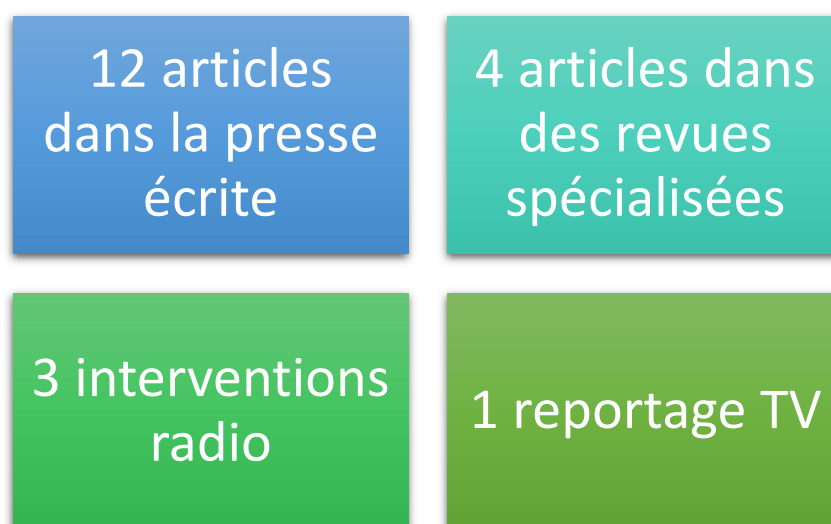 12 articles
dans la presse
écrite
4 articles dans
des revues
spécialisées
3 interventions
radio
1 reportage TV